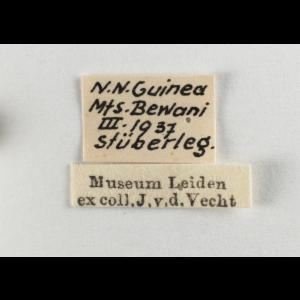 N.N.Guinea
Mts.Bewani
III.1937
Stüberleg.
Museum Leiden
ex coll. J. v. d. Vecht